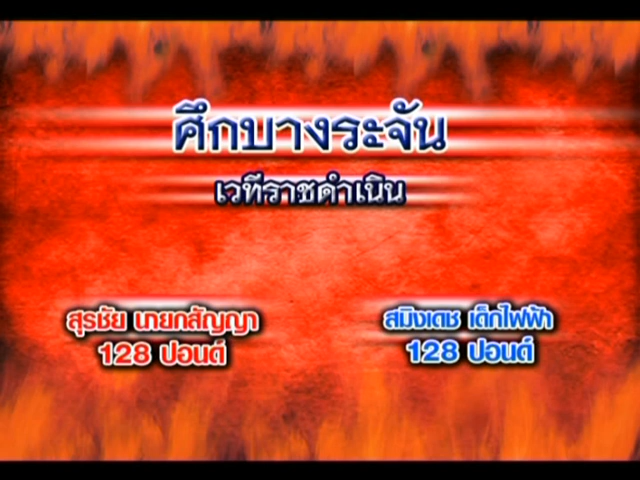 ศึกบางระจัน
เวทีราชดำเนิน
สุรชัย นายกสัญญา
128 ปอนด์
สมิงเดช เด็กไฟฟ้า
128 ปอนด์